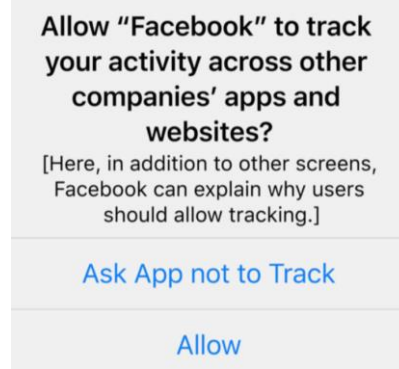 Allow “Facebook” to track
your activity across other
companies’ apps and
websites?
[Here, in addition to other screens,
Facebook can explain why users
should allow tracking.]
Ask App not to Track
Allow